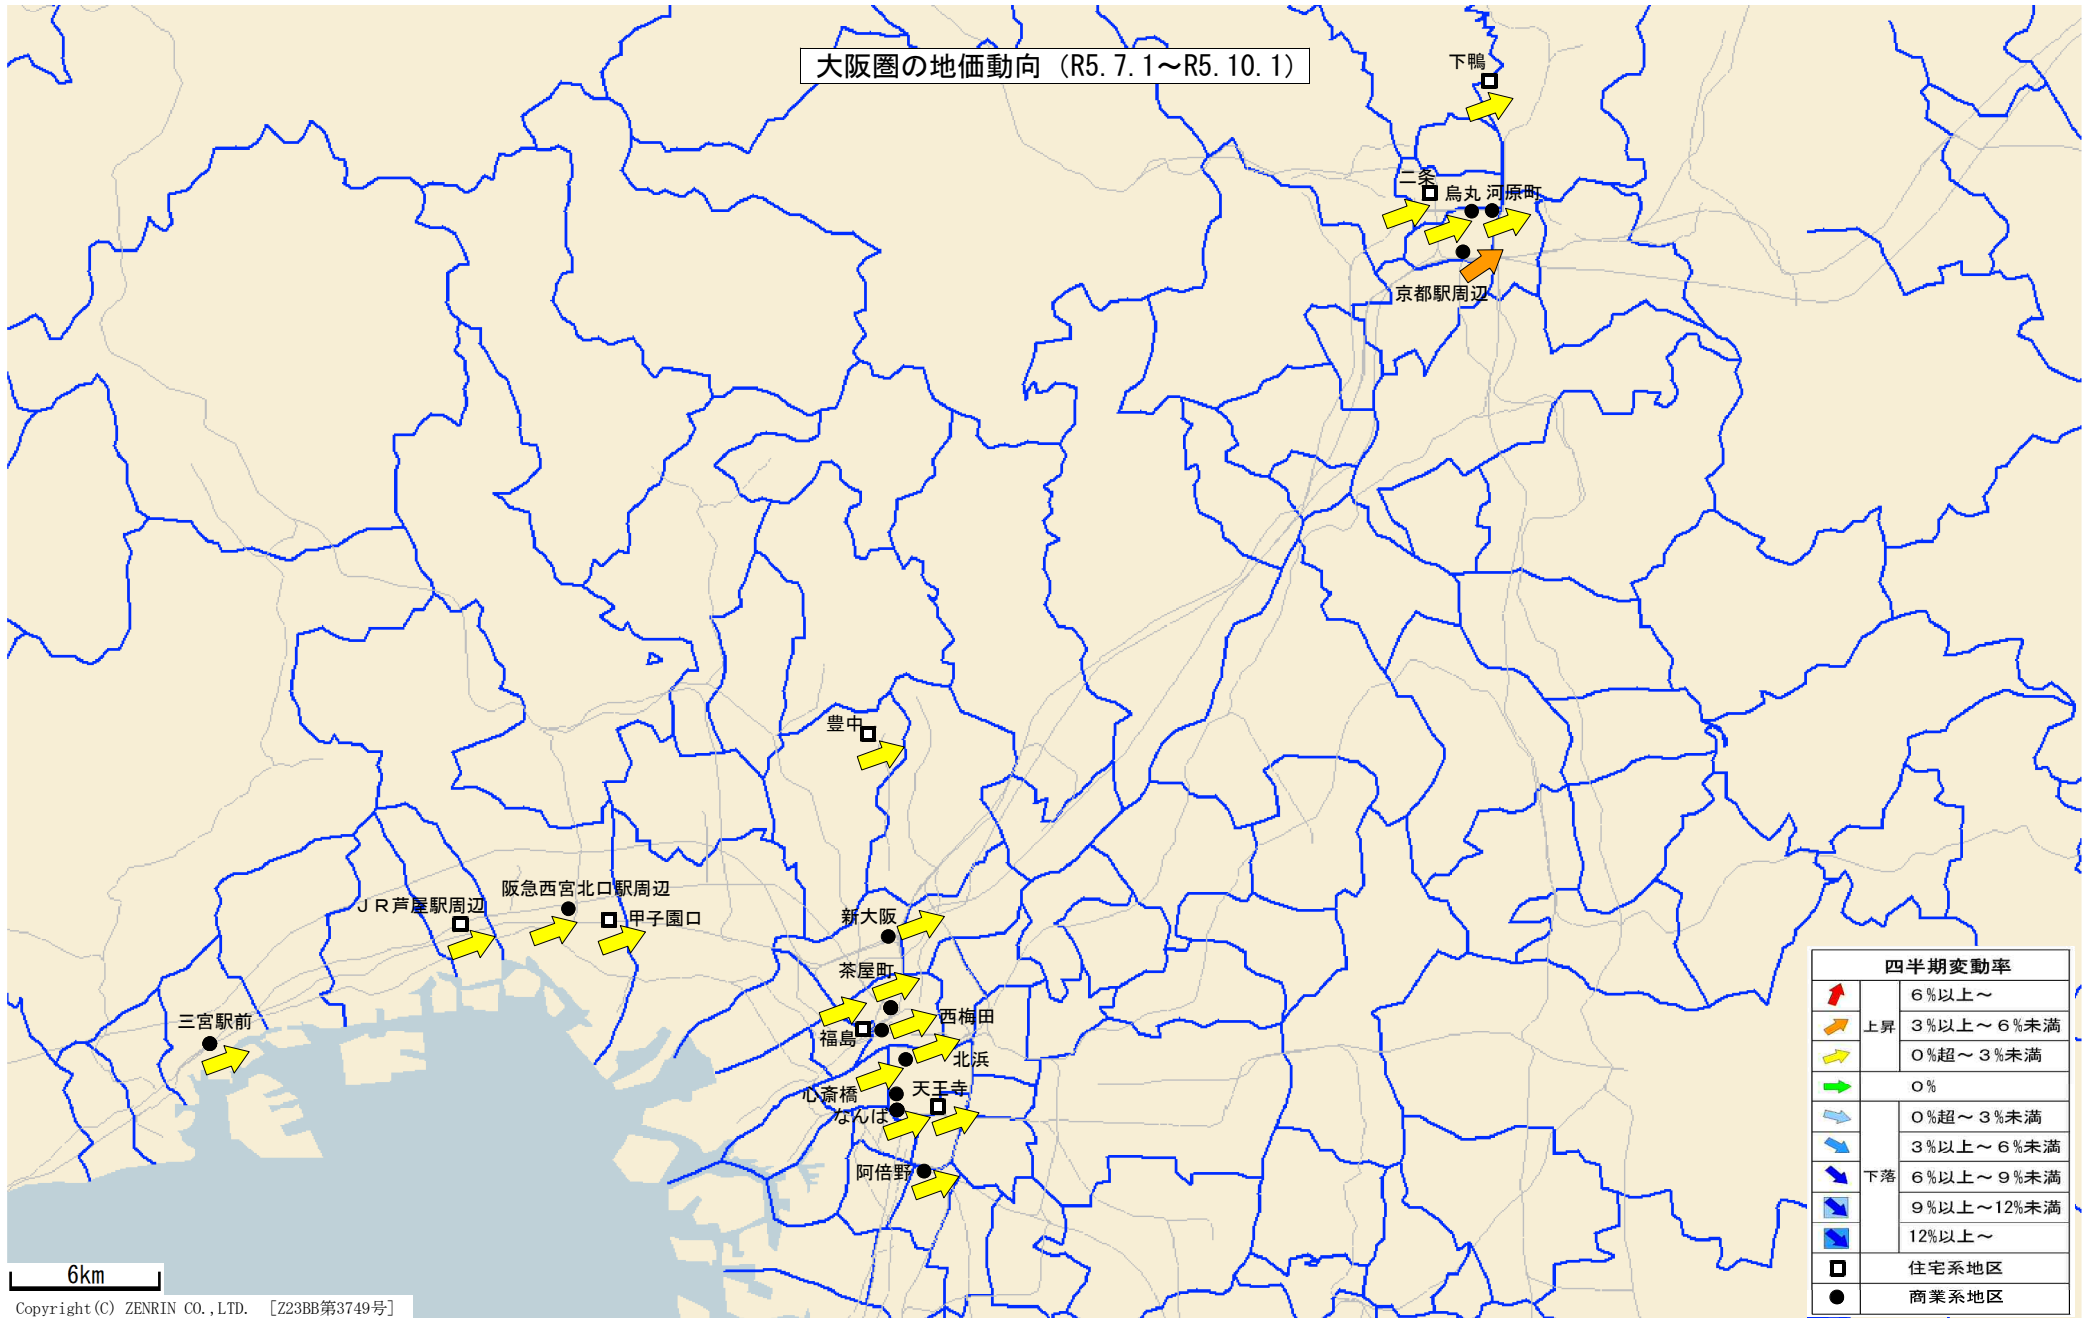 大阪圏の地価動向（R5.7.1～R5.10.1）
下鴨
二条
烏丸 河原町
京都駅周辺
豊中
阪急西宮北口駅周辺
ＪＲ芦屋駅周辺
甲子園口
新大阪
茶屋町
西梅田
三宮駅前
福島
北浜
心斎橋
天王寺
なんば
阿倍野
四半期変動率
上昇
６%以上～
３%以上～６%未満
０%超～３%未満
０%
下落
０%超～３%未満
３%以上～６%未満
６%以上～９%未満
９%以上～12%未満
12%以上～
住宅系地区
商業系地区
6km
Copyright(C) ZENRIN CO.,LTD. [Z23BB第3749号]